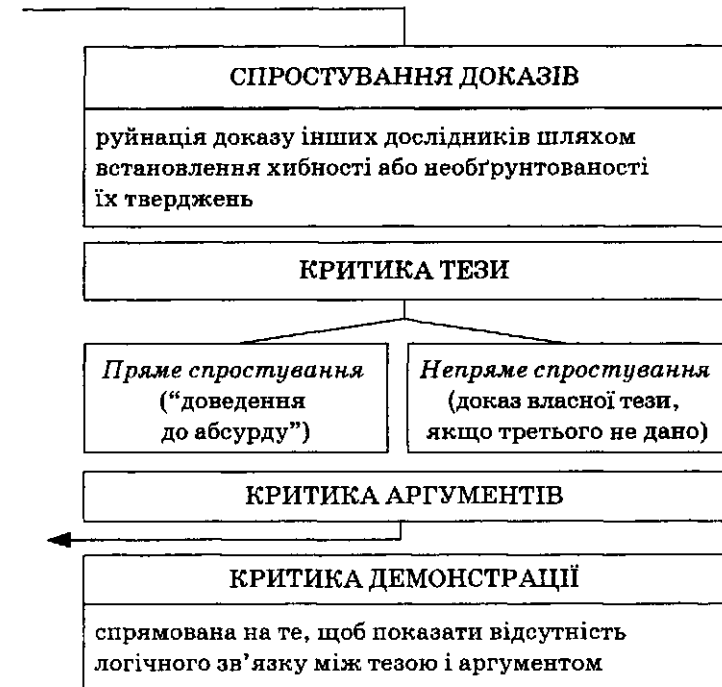 СПРОСТУВАННЯ ДОКАЗІВ
руйнація доказу інших дослідників шляхом
встановлення хибності або необґрунтованості
їх тверджень
КРИТИКА ТЕЗИ
Пряме спростування
(“доведення
до абсурду”)
Непряме спростування
(доказ власної тези,
якщо третього не дано)
КРИТИКА АРГУМЕНТІВ
КРИТИКА ДЕМОНСТРАЦІЇ
спрямована на те, щоб показати відсутність
логічного зв’язку між тезою і аргументом